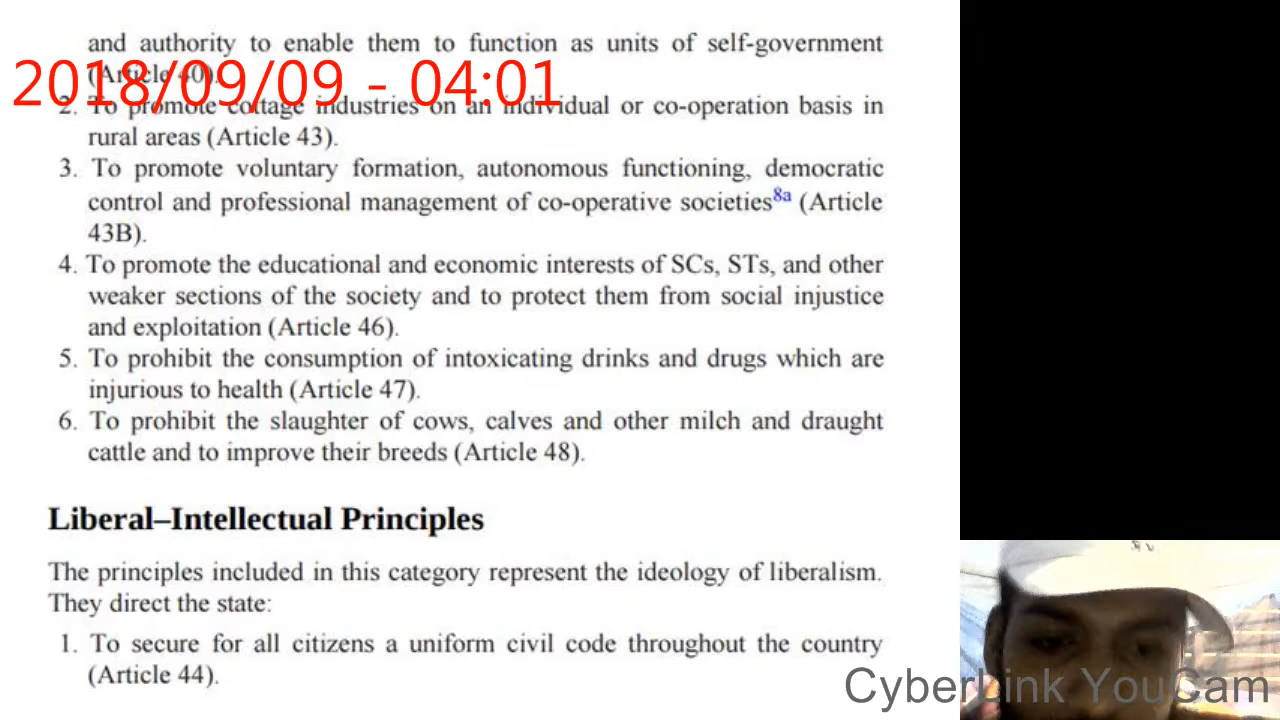 and authority to enable them to function as units of self-government
(Article 40).
2018/09/09 - 04:01
2. To promote cottage industries on an individual or co-operation basis in
rural areas (Article 43).
3. To promote voluntary formation, autonomous functioning, democratic
control and professional management of co-operative societies8a (Article
43B).
4. To promote the educational and economic interests of SCs, STs, and other
weaker sections of the society and to protect them from social injustice
and exploitation (Article 46).
5. To prohibit the consumption of intoxicating drinks and drugs which are
injurious to health (Article 47).
6. To prohibit the slaughter of cows, calves and other milch and draught
cattle and to improve their breeds (Article 48).
Liberal–Intellectual Principles
The principles included in this category represent the ideology of liberalism.
They direct the state:
1. To secure for all citizens a uniform civil code throughout the country
(Article 44).
CyberLink YouCam